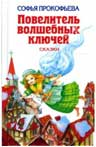 СОФЬЯ ПРОКОФЬЕВА
Повелитель
волшебных ключей
СКАЗКИ